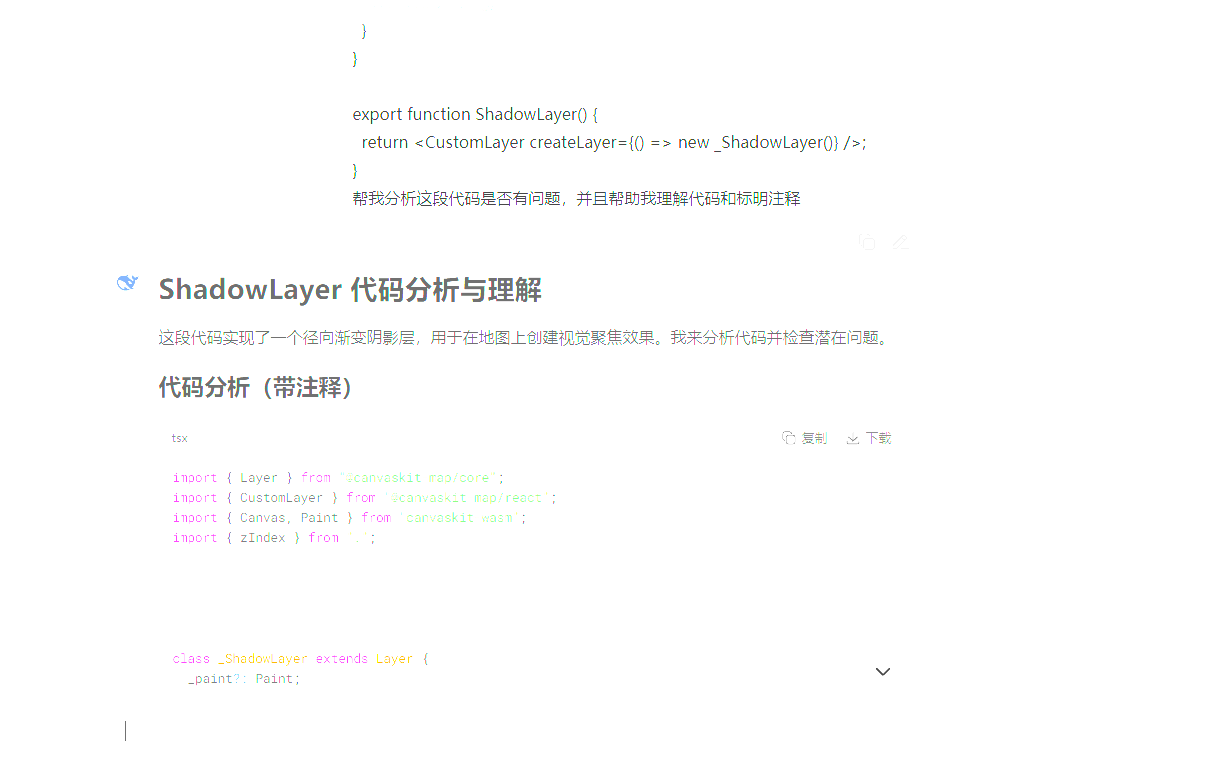 }
}
export function ShadowLayer() {
return <CustomLayer createLayer={() => new _ShadowLayer()} />;
}
帮我分析这段代码是否有问题，并且帮助我理解代码和标明注释
ShadowLayer 代码分析与理解
这段代码实现了一个径向渐变阴影层，用于在地图上创建视觉聚焦效果。我来分析代码并检查潜在问题。
代码分析（带注释）
tsx
复制 下载
import { Layer } from "@canvaskit-map/core";
import { CustomLayer } from "@canvaskit-map/react";
import { Canvas, Paint } from "canvaskit-wasm";
import { zIndex } from ".";
class _ShadowLayer extends Layer {
_paint?: Paint;